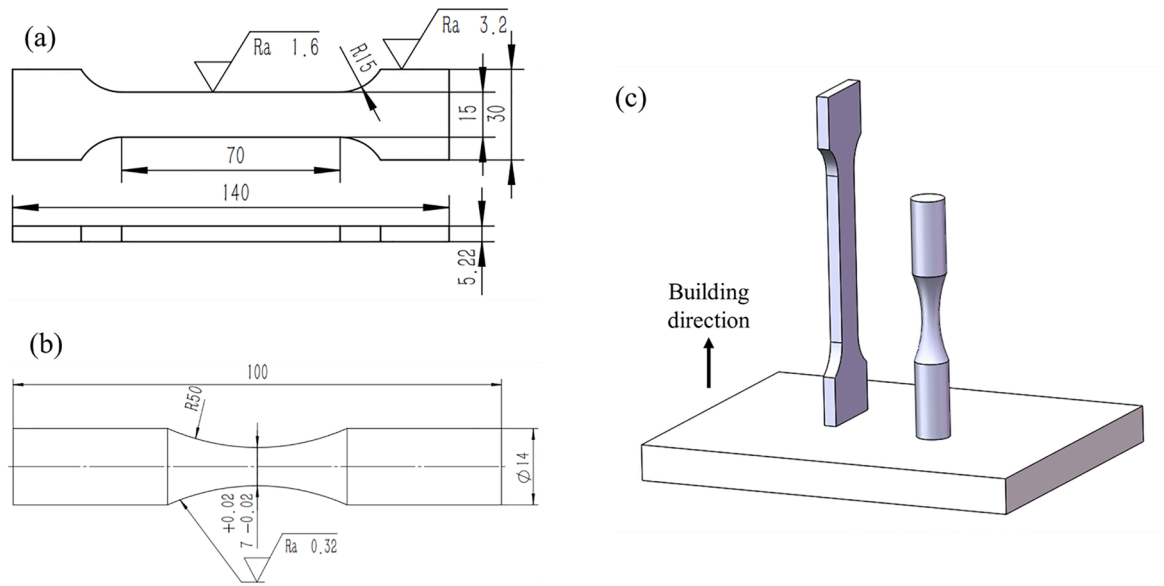 (a)
Ra 1.6
R15
Ra 3.2
15
30
70
140
5.22
(b)
100
R50
Ø14
7 +0.02 -0.02
Ra 0.32
(c)
Building
direction